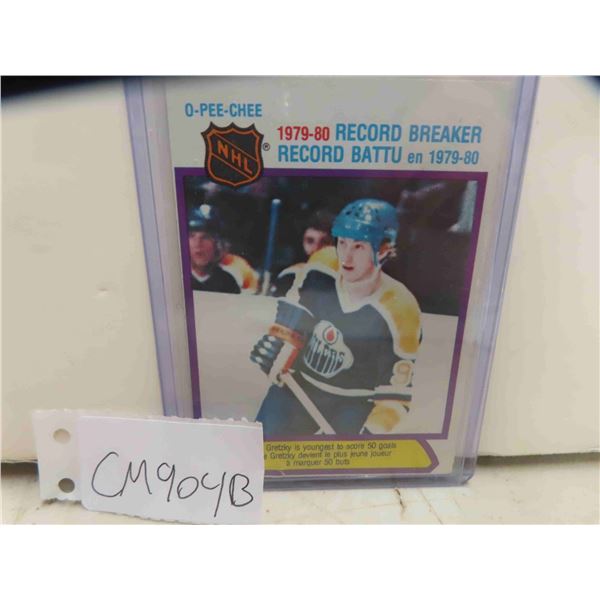 O-PEE-CHEE
NHL
®
1979-80 RECORD BREAKER
RECORD BATTU en 1979-80
OILERS
9
Gretzky is youngest to score 50 goals
Gretzky devient le plus jeune joueur
à marquer 50 buts
CM904B